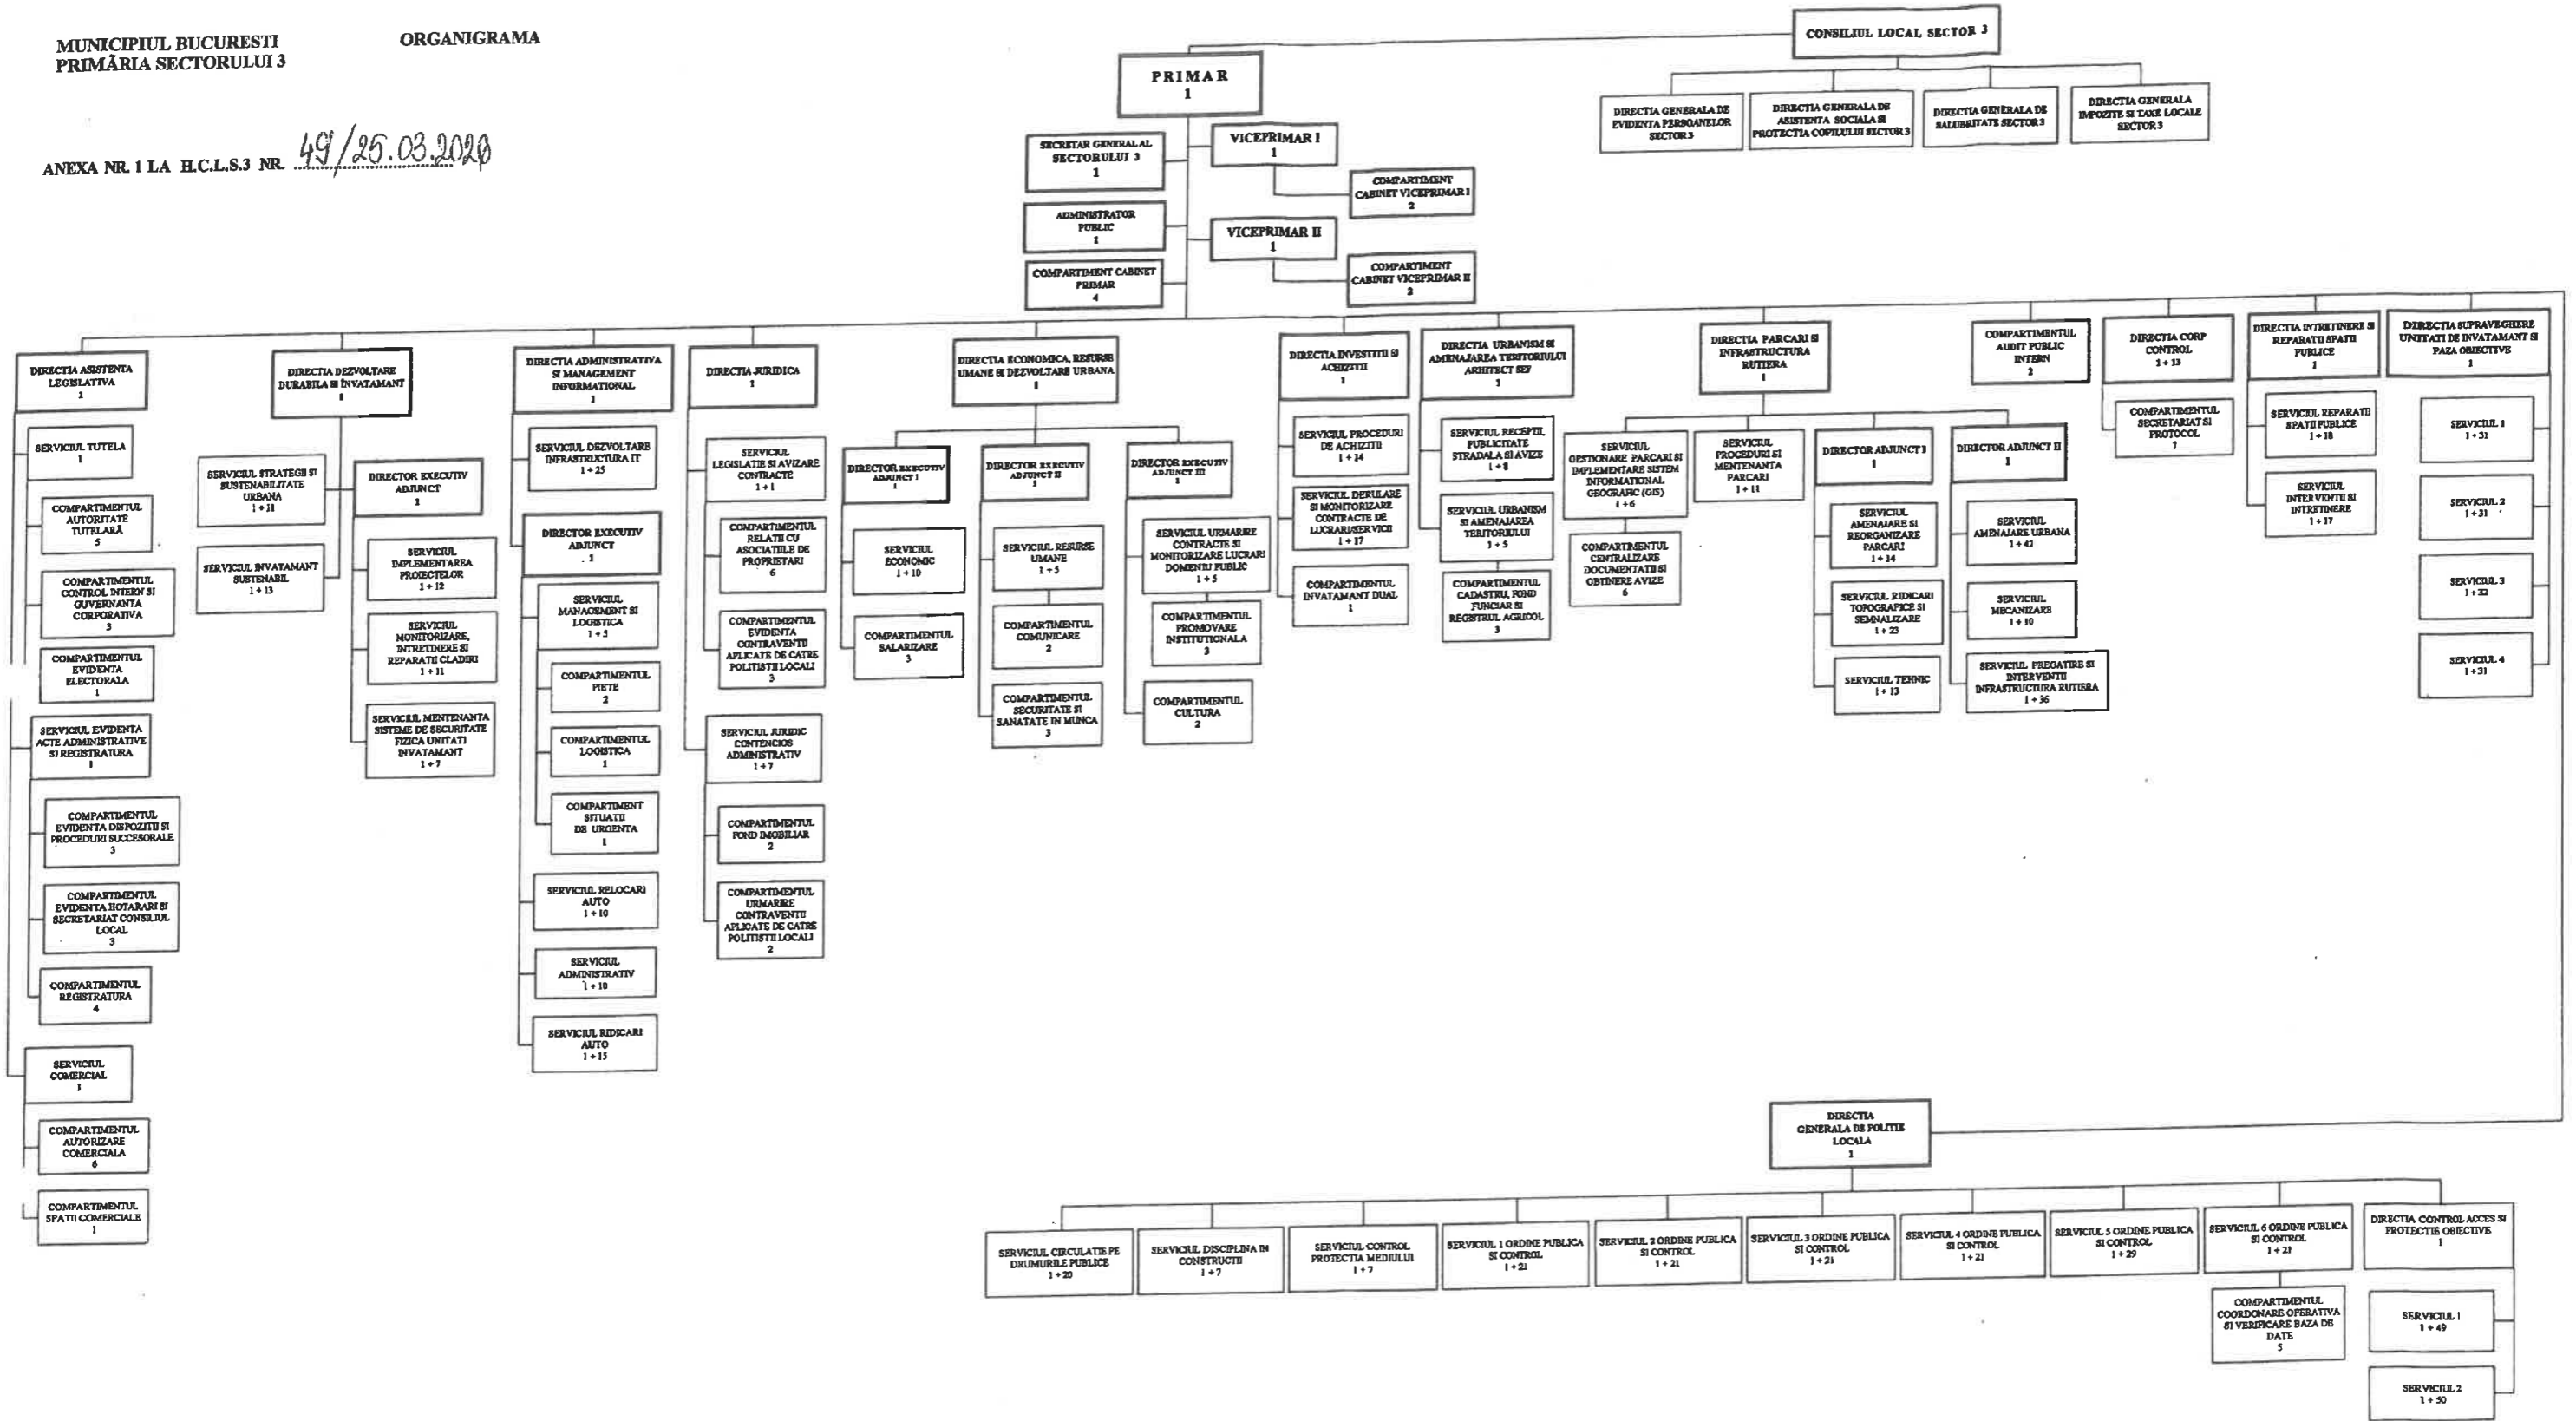 MUNICIPIUL BUCURESTI
PRIMĂRIA SECTORULUI 3
ORGANIGRAMA
ANEXA NR. 1 LA H.C.L.S.3 NR. 49/25.03.2020
CONSILIUL LOCAL SECTOR 3
PRIMAR
1
DIRECTIA GENERALA DE
EVIDENTA PERSOANELOR
SECTOR 3
DIRECTIA GENERALA DE
ASISTENTA SOCIALA SI
PROTECTIA COPILULUI SECTOR 3
DIRECTIA GENERALA DE
SALUBRITATE SECTOR 3
DIRECTIA GENERALA
IMPOZITE SI TAXE LOCALE
SECTOR 3
SECRETAR GENERAL AL
SECTORULUI 3
1
VICEPRIMAR I
1
COMPARTIMENT
CABINET VICEPRIMAR I
2
ADMINISTRATOR
PUBLIC
1
VICEPRIMAR II
1
COMPARTIMENT CABINET
PRIMAR
4
COMPARTIMENT
CABINET VICEPRIMAR II
2
DIRECTIA ASISTENTA
LEGISLATIVA
1
SERVICIUL TUTELA
1
COMPARTIMENTUL
AUTORITATE
TUTELARĂ
5
COMPARTIMENTUL
CONTROL INTERN SI
GUVERNANTA
CORPORATIVA
3
COMPARTIMENTUL
EVIDENTA
ELECTORALA
1
SERVICIUL EVIDENTA
ACTE ADMINISTRATIVE
SI REGISTRATURA
1
COMPARTIMENTUL
EVIDENTA DISPOZITII SI
PROCEDURI SUCCESORALE
3
COMPARTIMENTUL
EVIDENTA HOTARARI SI
SECRETARIAT CONSILIUL
LOCAL
3
COMPARTIMENTUL
REGISTRATURA
4
SERVICIUL
COMERCIAL
1
COMPARTIMENTUL
AUTORIZARE
COMERCIALA
6
COMPARTIMENTUL
SPATII COMERCIALE
1
DIRECTIA DEZVOLTARE
DURABILA SI ÎNVATAMANT
1
SERVICIUL STRATEGII SI
SUSTENABILITATE
URBANA
1 + 11
SERVICIUL INVATAMANT
SUSTENABIL
1 + 13
DIRECTOR EXECUTIV
ADJUNCT
1
SERVICIUL
IMPLEMENTAREA
PROIECTELOR
1 + 12
SERVICIUL
MONITORIZARE,
INTRETINERE SI
REPARATII CLADIRI
1 + 11
SERVICIUL MENTENANTA
SISTEME DE SECURITATE
FIZICA UNITATI
INVATAMANT
1 + 7
DIRECTIA ADMINISTRATIVA
SI MANAGEMENT
INFORMATIONAL
1
SERVICIUL DEZVOLTARE
INFRASTRUCTURA IT
1 + 25
DIRECTOR EXECUTIV
ADJUNCT
1
SERVICIUL
MANAGEMENT SI
LOGISTICA
1 + 5
COMPARTIMENTUL
PIETE
2
COMPARTIMENTUL
LOGISTICA
1
COMPARTIMENT
SITUATII
DE URGENTA
1
SERVICIUL RELOCARI
AUTO
1 + 10
SERVICIUL
ADMINISTRATIV
1 + 10
SERVICIUL RIDICARI
AUTO
1 + 15
DIRECTIA JURIDICA
1
SERVICIUL
LEGISLATIE SI AVIZARE
CONTRACTE
1 + 1
COMPARTIMENTUL
RELATII CU
ASOCIATIILE DE
PROPRIETARI
6
COMPARTIMENTUL
EVIDENTA
CONTRAVENTII
APLICATE DE CATRE
POLITISTII LOCALI
3
SERVICIUL JURIDIC
CONTENCIOS
ADMINISTRATIV
1 + 7
COMPARTIMENTUL
FOND IMOBILIAR
2
COMPARTIMENTUL
URMARIRE
CONTRAVENTII
APLICATE DE CATRE
POLITISTII LOCALI
2
DIRECTIA ECONOMICA, RESURSE
UMANE SI DEZVOLTARE URBANA
1
DIRECTOR EXECUTIV
ADJUNCT I
1
SERVICIUL
ECONOMIC
1 + 10
COMPARTIMENTUL
SALARIZARE
3
DIRECTOR EXECUTIV
ADJUNCT II
1
SERVICIUL RESURSE
UMANE
1 + 5
COMPARTIMENTUL
COMUNICARE
2
COMPARTIMENTUL
SECURITATE SI
SANATATE IN MUNCA
3
DIRECTOR EXECUTIV
ADJUNCT III
1
SERVICIUL URMARIRE
CONTRACTE SI
MONITORIZARE LUCRARI
DOMENIU PUBLIC
1 + 5
COMPARTIMENTUL
PROMOVARE
INSTITUTIONALA
3
COMPARTIMENTUL
CULTURA
2
DIRECTIA INVESTITII SI
ACHIZITII
1
SERVICIUL PROCEDURI
DE ACHIZITII
1 + 14
SERVICIUL DERULARE
SI MONITORIZARE
CONTRACTE DE
LUCRARI/SERVICII
1 + 17
COMPARTIMENTUL
INVATAMANT DUAL
1
DIRECTIA URBANISM SI
AMENAJAREA TERITORIULUI
ARHITECT SEF
1
SERVICIUL RECEPTII,
PUBLICITATE
STRADALA SI AVIZE
1 + 8
SERVICIUL URBANISM
SI AMENAJAREA
TERITORIULUI
1 + 5
COMPARTIMENTUL
CADASTRU, FOND
FUNCIAR SI
REGISTRUL AGRICOL
3
DIRECTIA PARCARI SI
INFRASTRUCTURA
RUTIERA
1
SERVICIUL
GESTIONARE PARCARI SI
IMPLEMENTARE SISTEM
INFORMATIONAL
GEOGRAFIC (GIS)
1 + 6
COMPARTIMENTUL
CENTRALIZARE
DOCUMENTATII SI
OBTINERE AVIZE
6
SERVICIUL
PROCEDURI SI
MENTENANTA
PARCARI
1 + 11
DIRECTOR ADJUNCT I
1
SERVICIUL
AMENAJARE SI
REORGANIZARE
PARCARI
1 + 14
SERVICIUL RIDICARI
TOPOGRAFICE SI
SEMNALIZARE
1 + 23
SERVICIUL TEHNIC
1 + 13
DIRECTOR ADJUNCT II
1
SERVICIUL
AMENAJARE URBANA
1 + 42
SERVICIUL
MECANIZARE
1 + 10
SERVICIUL PREGATIRE SI
INTERVENTII
INFRASTRUCTURA RUTIERA
1 + 36
COMPARTIMENTUL
AUDIT PUBLIC
INTERN
2
DIRECTIA CORP
CONTROL
1 + 13
COMPARTIMENTUL
SECRETARIAT SI
PROTOCOL
7
DIRECTIA INTRETINERE SI
REPARATII SPATII
PUBLICE
1
SERVICIUL REPARATII
SPATII PUBLICE
1 + 18
SERVICIUL
INTERVENTII SI
INTRETINERE
1 + 17
DIRECTIA SUPRAVEGHERE
UNITATI DE INVATAMANT SI
PAZA OBIECTIVE
1
SERVICIUL 1
1 + 31
SERVICIUL 2
1 + 31
SERVICIUL 3
1 + 32
SERVICIUL 4
1 + 31
DIRECTIA
GENERALA DE POLITIE
LOCALA
1
SERVICIUL CIRCULATIE PE
DRUMURILE PUBLICE
1 + 20
SERVICIUL DISCIPLINA IN
CONSTRUCTII
1 + 7
SERVICIUL CONTROL
PROTECTIA MEDIULUI
1 + 7
SERVICIUL 1 ORDINE PUBLICA
SI CONTROL
1 + 21
SERVICIUL 2 ORDINE PUBLICA
SI CONTROL
1 + 21
SERVICIUL 3 ORDINE PUBLICA
SI CONTROL
1 + 21
SERVICIUL 4 ORDINE PUBLICA
SI CONTROL
1 + 21
SERVICIUL 5 ORDINE PUBLICA
SI CONTROL
1 + 29
SERVICIUL 6 ORDINE PUBLICA
SI CONTROL
1 + 21
COMPARTIMENTUL
COORDONARE OPERATIVA
SI VERIFICARE BAZA DE
DATE
5
DIRECTIA CONTROL ACCES SI
PROTECTIE OBIECTIVE
1
SERVICIUL 1
1 + 49
SERVICIUL 2
1 + 50